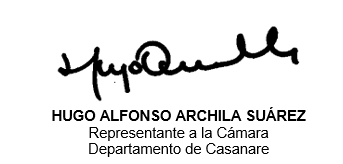 HUGO ALFONSO ARCHILA SUÁREZ
Representante a la Cámara
Departamento de Casanare